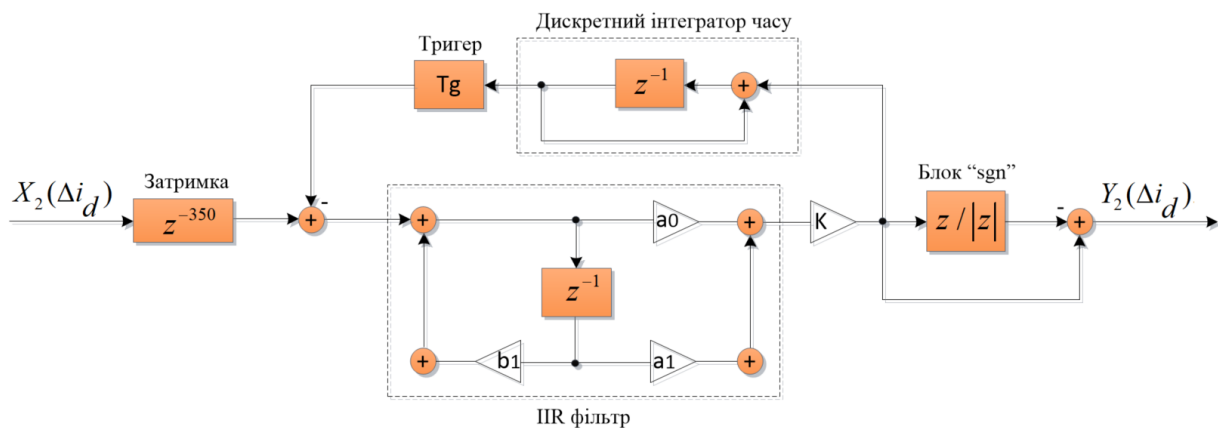 Дискретний інтегратор часу
Тригер
Tg
z⁻¹
+
X₂(Δi_d)
Затримка
z⁻³⁵⁰
+
-
+
a0
+
K
Блок “sgn”
z / |z|
-
+
Y₂(Δi_d)
z⁻¹
+
b1
a1
+
IIR фільтр